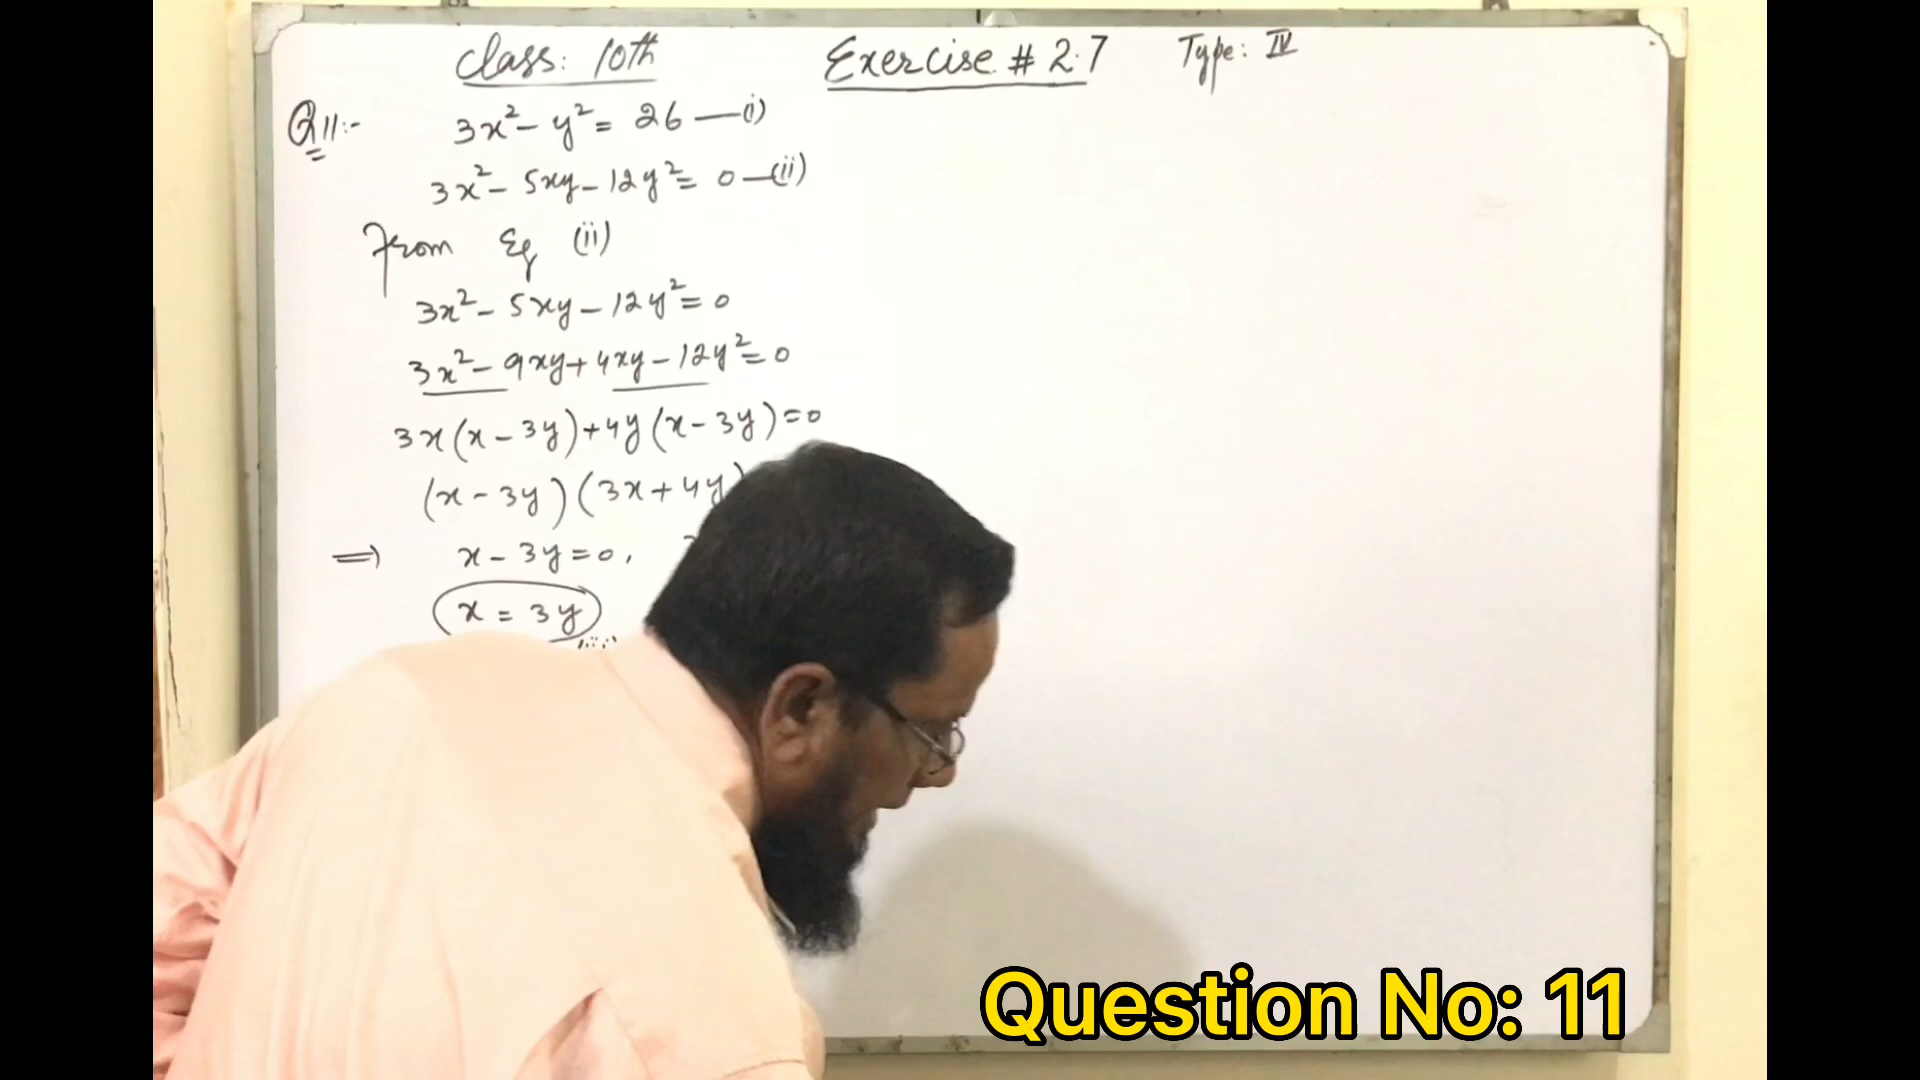 Class: 10th Exercise # 2.7 Type: IV
Q11:- 3x² - y² = 26 —(i)
3x² - 5xy - 12y² = 0 —(ii)
From Eq (ii)
3x² - 5xy - 12y² = 0
3x² - 9xy + 4xy - 12y² = 0
3x(x - 3y) + 4y(x - 3y) = 0
(x - 3y)(3x + 4y)
⇒ x - 3y = 0,
x = 3y
Question No: 11